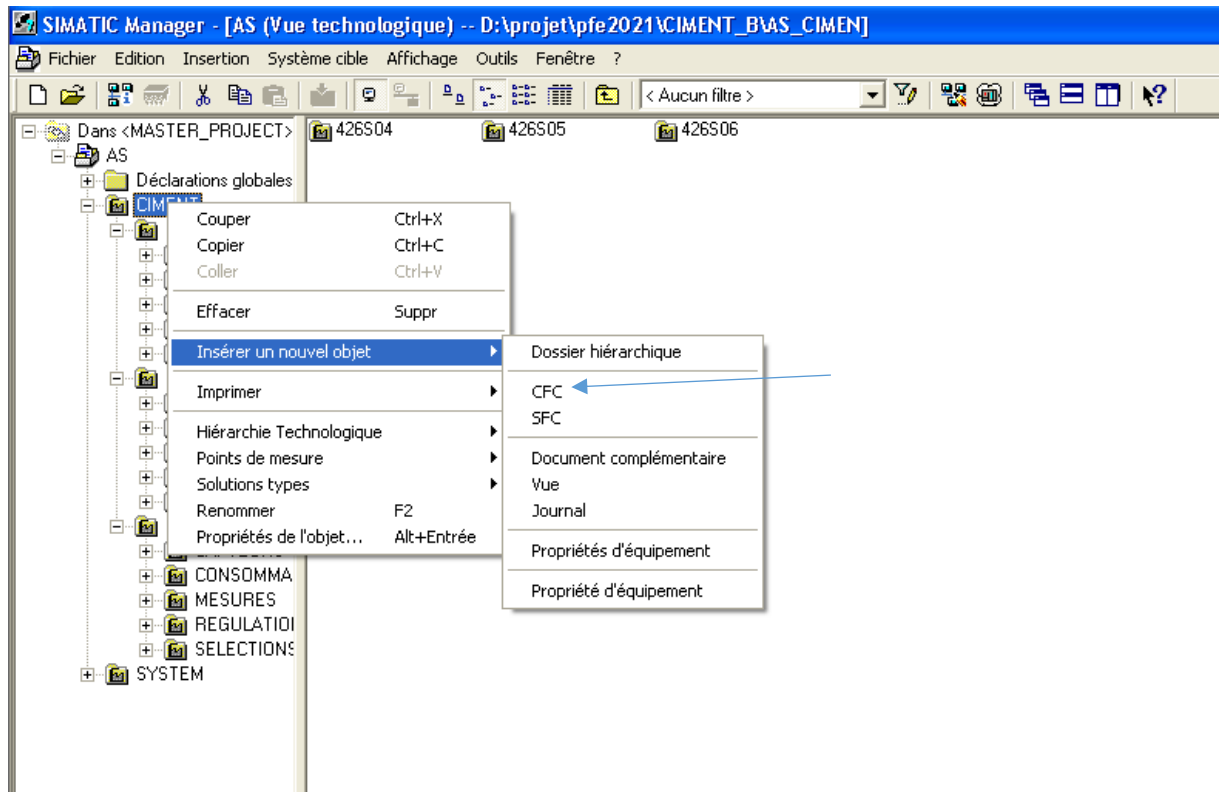 SIMATIC Manager - [AS (Vue technologique) -- D:\projet\pfe2021\CIMENT_B\AS_CIMEN]
Fichier Edition Insertion Système cible Affichage Outils Fenêtre ?
< Aucun filtre >
Dans <MASTER_PROJECT>
AS
Déclarations globales
CIMENT
CONSOMMA
MESURES
REGULATIO
SELECTIONS
SYSTEM
426S04 426S05 426S06
Couper Ctrl+X
Copier Ctrl+C
Coller Ctrl+V
Effacer Suppr
Insérer un nouvel objet
Imprimer
Hiérarchie Technologique
Points de mesure
Solutions types
Renommer F2
Propriétés de l'objet... Alt+Entrée
Dossier hiérarchique
CFC
SFC
Document complémentaire
Vue
Journal
Propriétés d'équipement
Propriété d'équipement